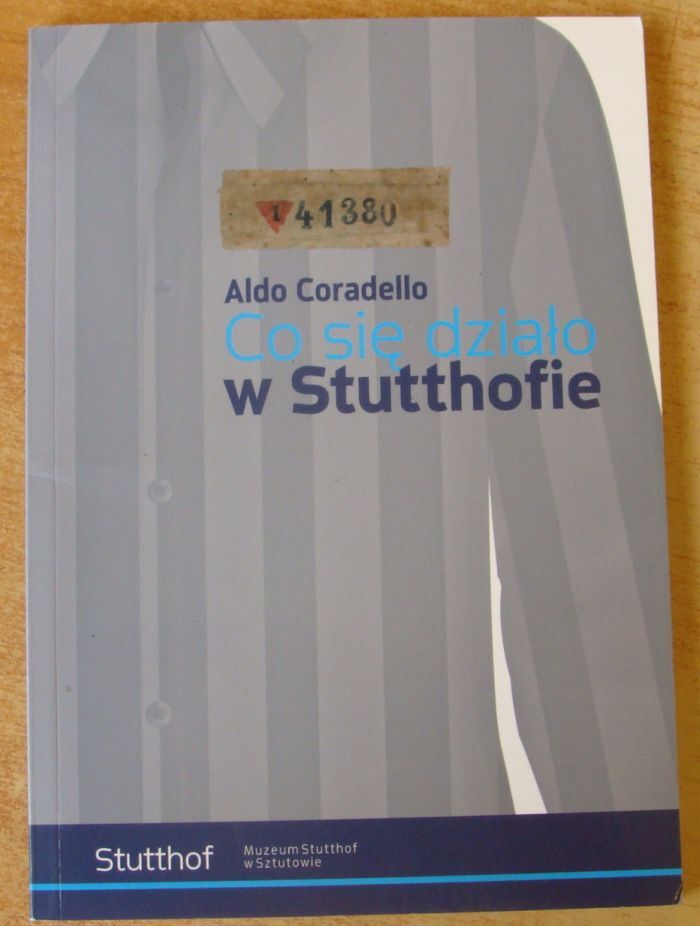 I 41380
Aldo Coradello
Co się działo
w Stutthofie
Stutthof
Muzeum Stutthof
w Sztutowie